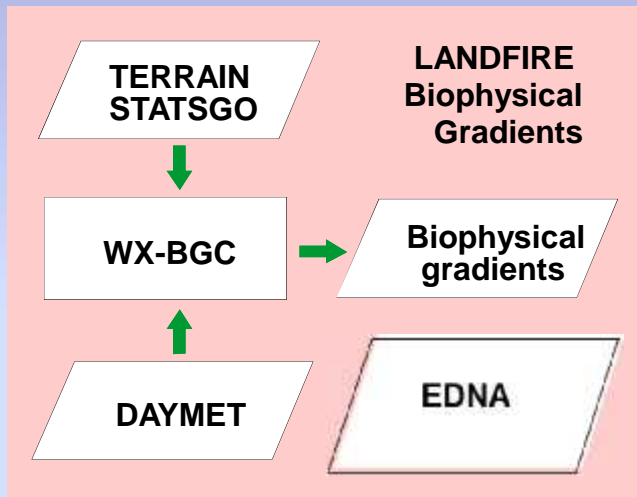 TERRAIN
STATSGO
LANDFIRE
Biophysical
Gradients
WX-BGC
Biophysical
gradients
DAYMET
EDNA